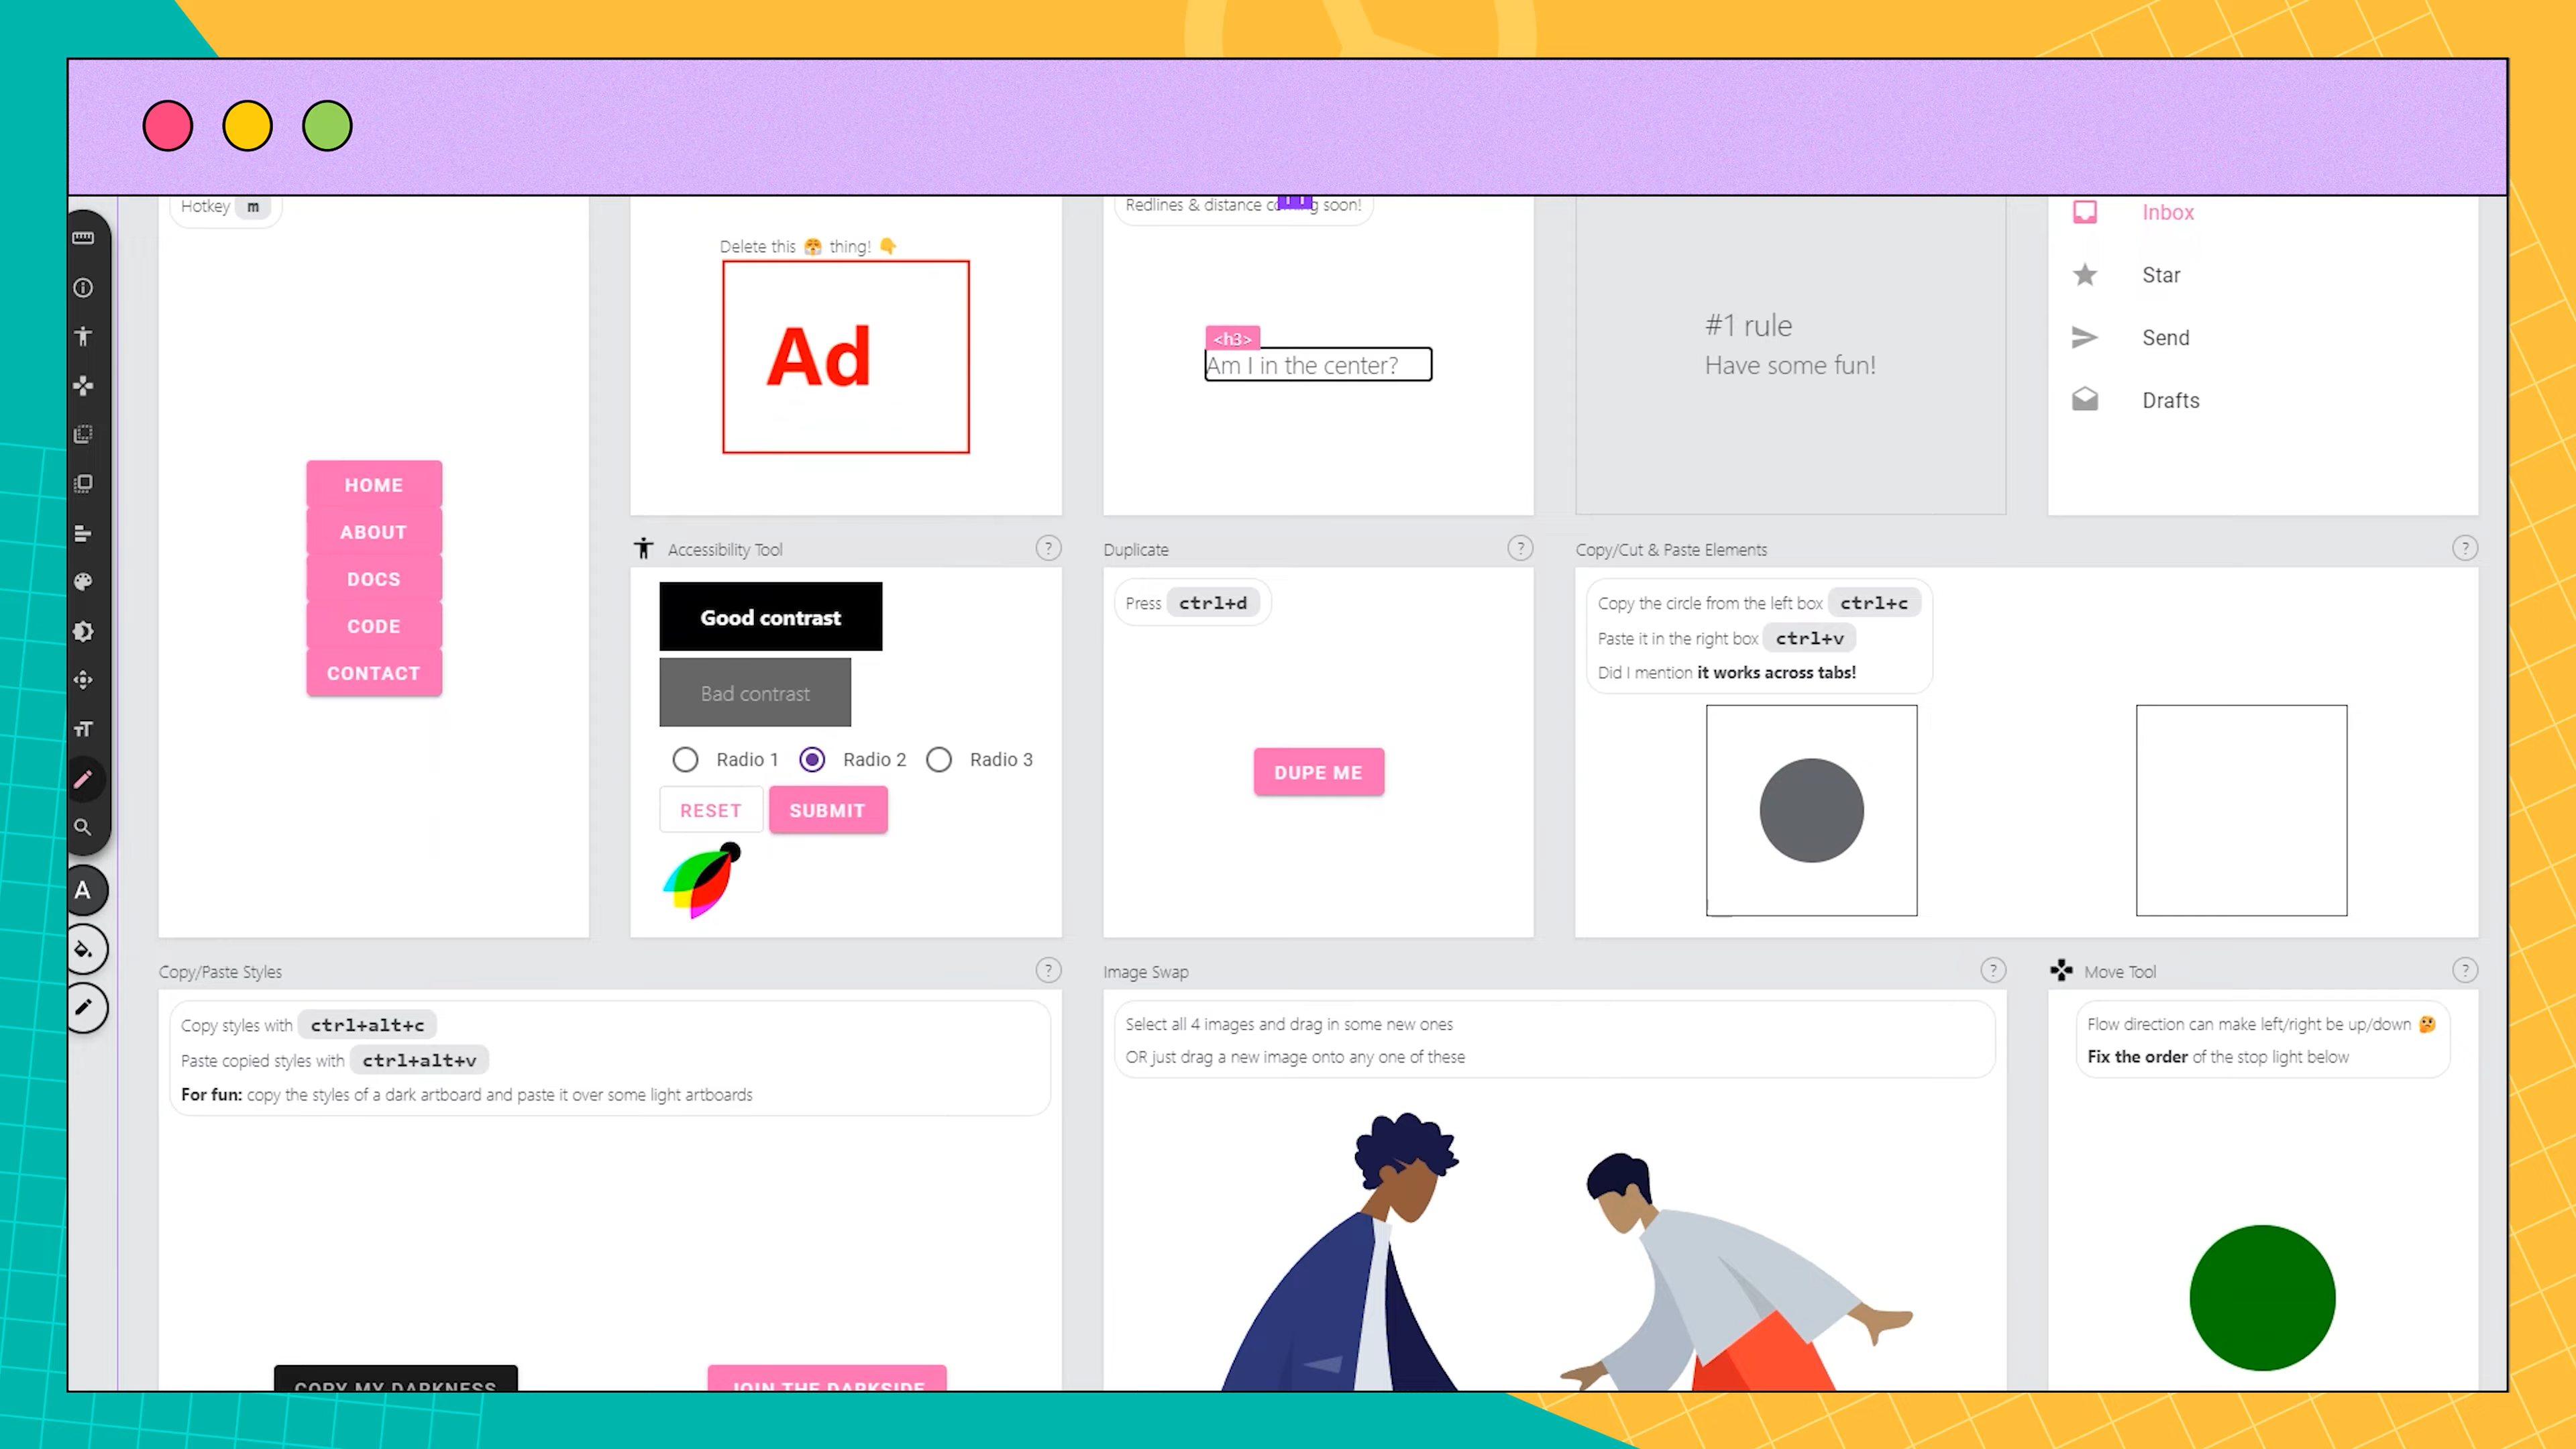 Hotkey m
Delete this thing!
Ad
Redlines & distance co g soon!
<h3>
Am I in the center?
#1 rule
Have some fun!
Inbox
Star
Send
Drafts
HOME
ABOUT
DOCS
CODE
CONTACT
Accessibility Tool ?
Good contrast
Bad contrast
Radio 1 Radio 2 Radio 3
RESET SUBMIT
Duplicate ?
Press ctrl+d
DUPE ME
Copy/Cut & Paste Elements ?
Copy the circle from the left box ctrl+c
Paste it in the right box ctrl+v
Did I mention it works across tabs!
A
Copy/Paste Styles ?
Copy styles with ctrl+alt+c
Paste copied styles with ctrl+alt+v
For fun: copy the styles of a dark artboard and paste it over some light artboards
COPY MY DARKNESS
JOIN THE DARKSIDE
Image Swap ?
Select all 4 images and drag in some new ones
OR just drag a new image onto any one of these
Move Tool ?
Flow direction can make left/right be up/down
Fix the order of the stop light below